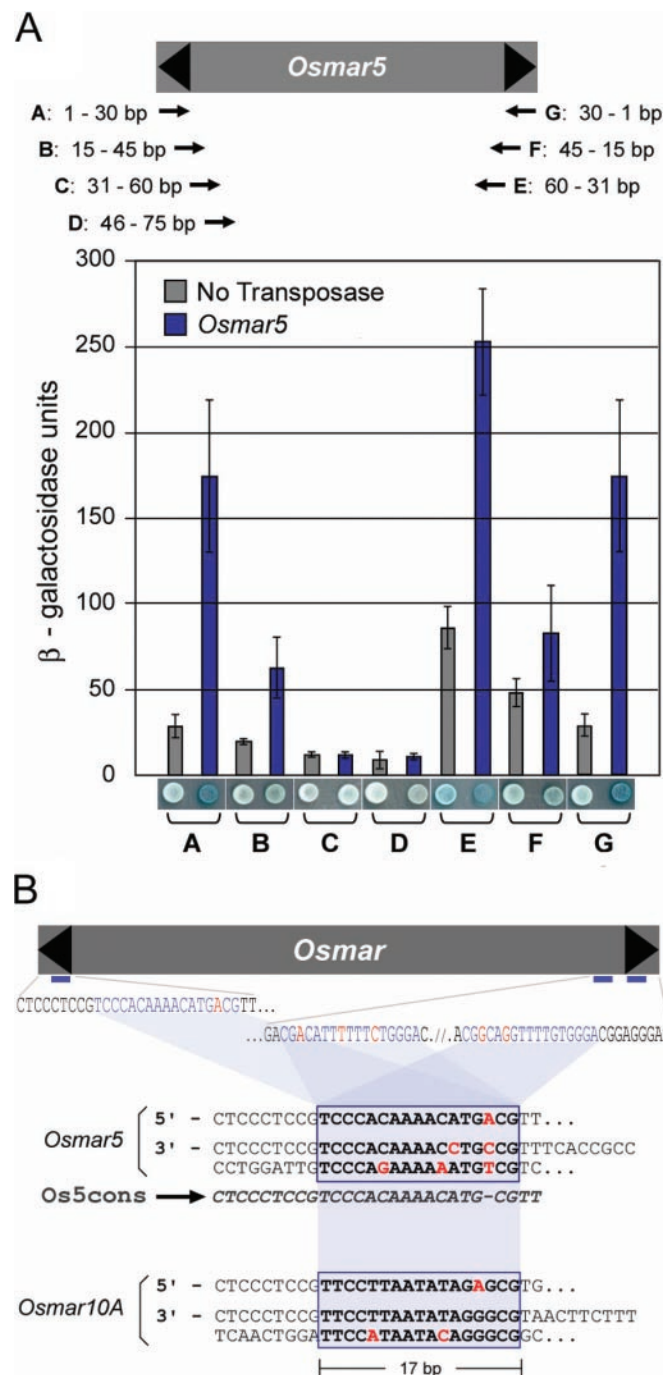 A
Osmar5
A: 1 - 30 bp
G: 30 - 1 bp
B: 15 - 45 bp
F: 45 - 15 bp
C: 31 - 60 bp
E: 60 - 31 bp
D: 46 - 75 bp
300
250
200
150
100
50
0
β - galactosidase units
No Transposase
Osmar5
A B C D E F G
B
Osmar
CTCCCTCCGTCCCACAAAACATGACGTT...
...GACGACATTTTTTCTGGGAC.//.ACGGCAGGTTTTGTGGGACGGAGGGA
Osmar5
5' - CTCCCTCCGTCCCACAAAACATGACGTT...
3' - CTCCCTCCGTCCCACAAAACCTGCCGTTTCACCGCC
CCTGGATTGTCCCAGAAAAAATGTCGTC...
Os5cons CTCCCTCCGTCCCACAAAACATG-CGTT
Osmar10A
5' - CTCCCTCCGTTCCTTAATATAGAGCGTG...
3' - CTCCCTCCGTTCCTTAATATAGGGCGTAACTTCTTT
TCAACTGGATTCCATAATACAGGGCGGC...
17 bp